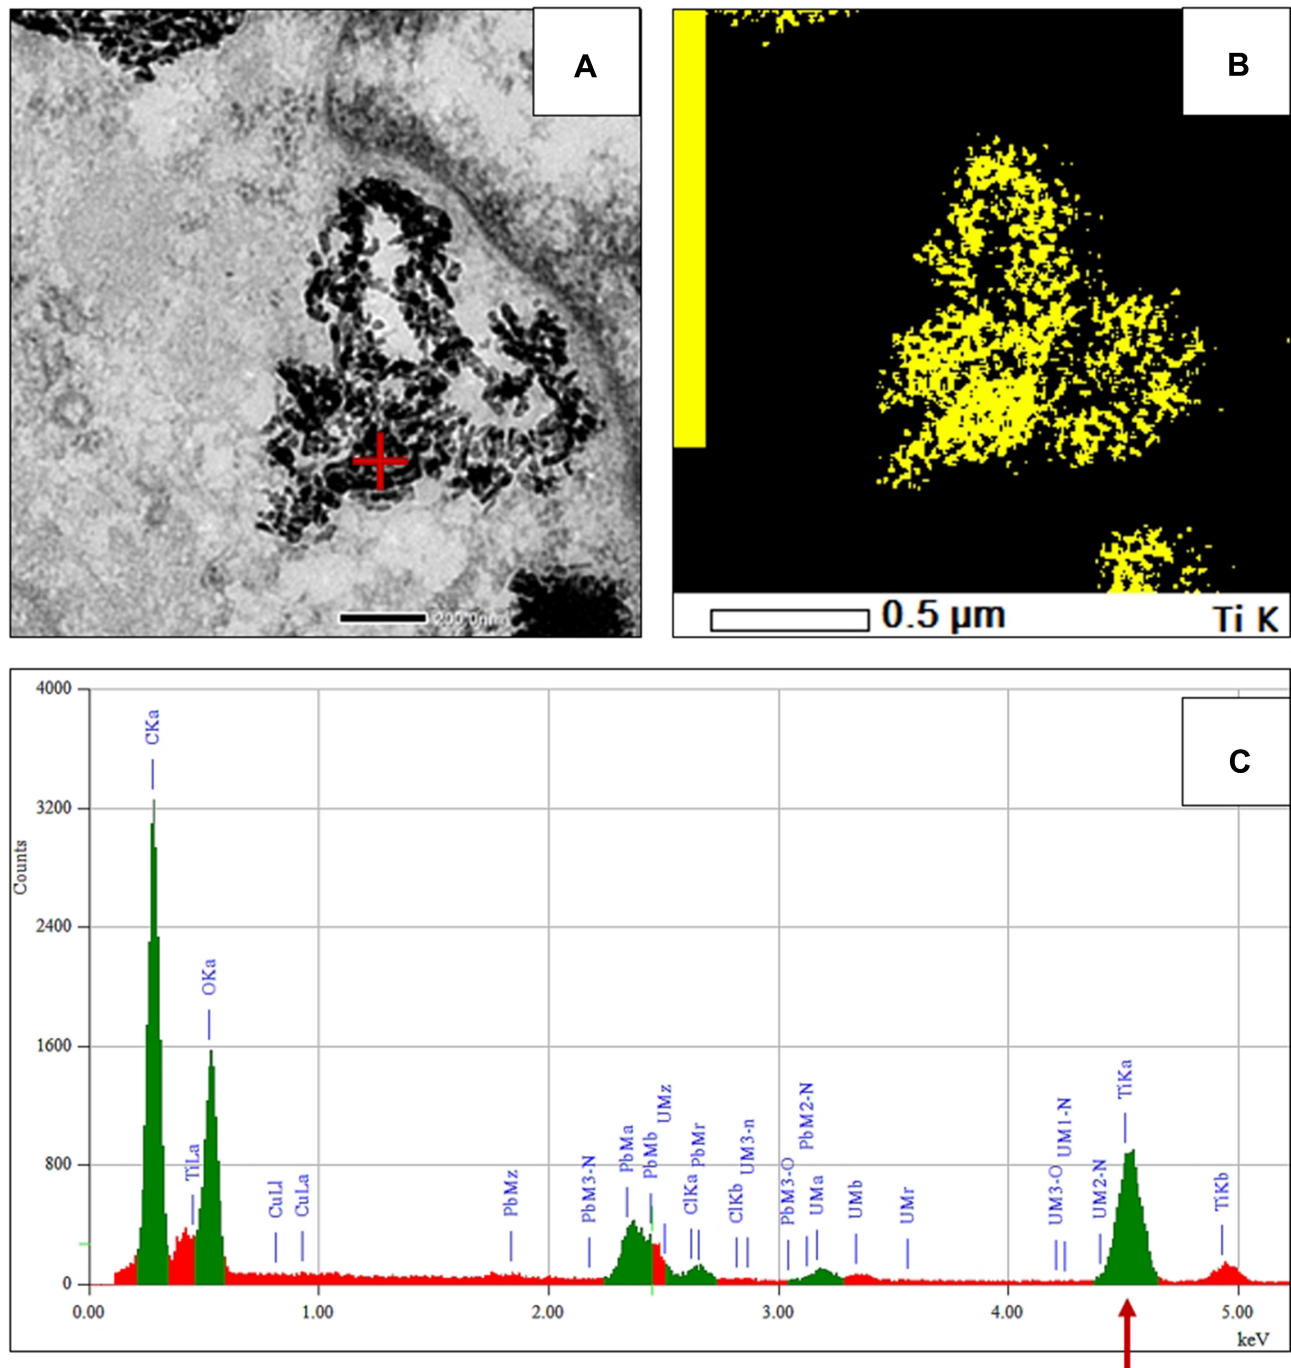 A
B
200.0nm
0.5 µm
Ti K
C
4000
3200
2400
1600
800
0
Counts
CKa
TiLa
OKa
CuLl
CuLa
PbMz
PbM3-N
PbMa
PbMb
UMz
ClKa
PbMr
ClKb
UM3-n
PbM3-O
PbM2-N
UMa
UMb
UMr
UM3-O
UM1-N
UM2-N
TiKa
TiKb
0.00 1.00 2.00 3.00 4.00 5.00
keV